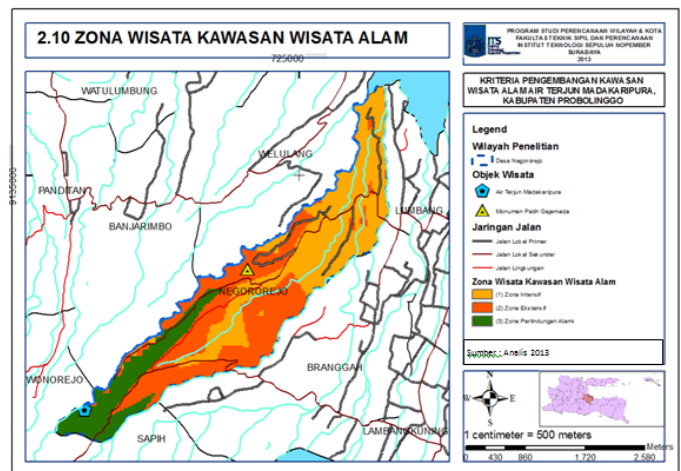 2.10 ZONA WISATA KAWASAN WISATA ALAM
725000
9135000
WATULUMBUNG
WELULANG
PANDITAN
BANJARIMBO
LUMBANG
NEGOROREJO
BRANGGAH
WONOREJO
SAPIH
LAMBANGKUNING
ITS
PROGRAM STUDI PERENCANAAN WILAYAH & KOTA
FAKULTAS TEKNIK SIPIL DAN PERENCANAAN
INSTITUT TEKNOLOGI SEPULUH NOPEMBER
SURABAYA
2013
KRITERIA PENGEMBANGAN KAWASAN
WISATA ALAM AIR TERJUN MADAKARIPURA,
KABUPATEN PROBOLINGGO
Legend
Wilayah Penelitian
Desa Negororejo
Objek Wisata
Air Terjun Madakaripura
Monumen Patih Gajamada
Jaringan Jalan
Jalan Lokal Primer
Jalan Lokal Sekunder
Jalan Lingkungan
Zona Wisata Kawasan Wisata Alam
(1) Zona Intensif
(2) Zona Ekstensif
(3) Zona Perlindungan Alami
Sumber : Analis 2013
N
W E
S
1 centimeter = 500 meters
Meters
0 430 860 1.720 2.580